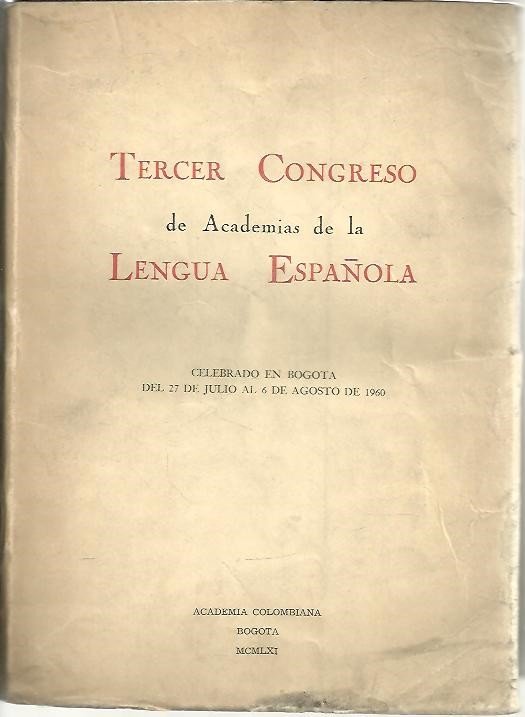 TERCER CONGRESO
de Academias de la
LENGUA ESPAÑOLA
CELEBRADO EN BOGOTA
DEL 27 DE JULIO AL 6 DE AGOSTO DE 1960
ACADEMIA COLOMBIANA
BOGOTA
MCMLXI